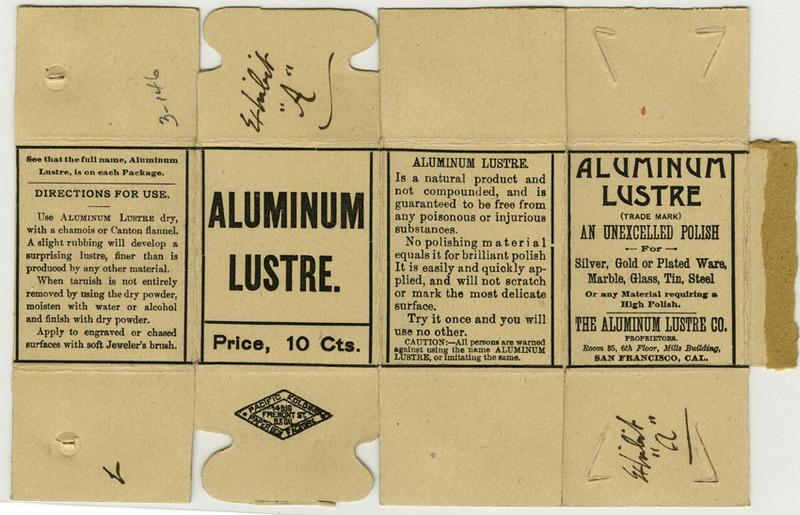 3-146
Exhibit
"A"
See that the full name, Aluminum
Lustre, is on each Package.
DIRECTIONS FOR USE.
Use ALUMINUM LUSTRE dry,
with a chamois or Canton flannel.
A slight rubbing will develop a
surprising lustre, finer than is
produced by any other material.
When tarnish is not entirely
removed by using the dry powder,
moisten with water or alcohol
and finish with dry powder.
Apply to engraved or chased
surfaces with soft Jeweler's brush.
ALUMINUM
LUSTRE.
Price, 10 Cts.
ALUMINUM LUSTRE.
Is a natural product and
not compounded, and is
guaranteed to be free from
any poisonous or injurious
substances.
No polishing material
equals it for brilliant polish
It is easily and quickly ap-
plied, and will not scratch
or mark the most delicate
surface.
Try it once and you will
use no other.
CAUTION:—All persons are warned
against using the name ALUMINUM
LUSTRE, or imitating the same.
ALUMINUM
LUSTRE
(TRADE MARK)
AN UNEXCELLED POLISH
For
Silver, Gold or Plated Ware,
Marble, Glass, Tin, Steel
Or any Material requiring a
High Polish.
THE ALUMINUM LUSTRE CO.
PROPRIETORS.
Room 85, 6th Floor, Mills Building,
SAN FRANCISCO, CAL.
PACIFIC FOLDING
FREMONT ST.
PAPER BOX FACTORY
Exhibit
"A"